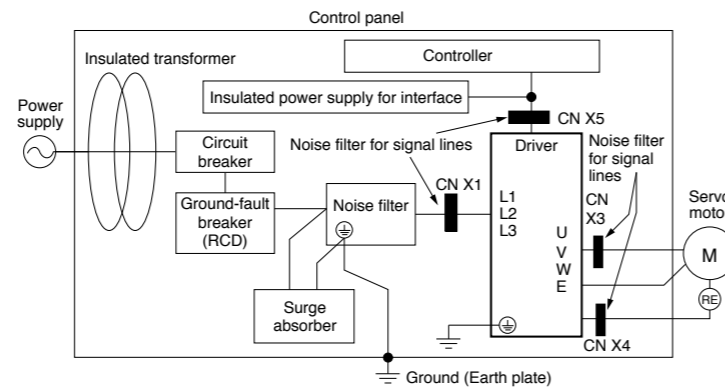 Control panel
Insulated transformer
Controller
Power
supply
Insulated power supply for interface
CN X5
Circuit
breaker
Noise filter for signal lines
Driver
Noise filter
for signal
lines
CN X1
Ground-fault
breaker
(RCD)
Noise filter
L1
L2
L3
CN
X3
Servo
motor
U
V
W
E
M
RE
Surge
absorber
CN X4
Ground (Earth plate)